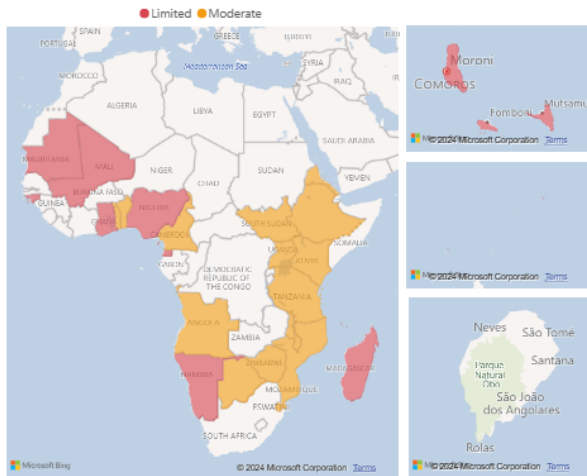 Limited Moderate
SPAIN
PORTUGAL
GREECE
Mediterranean Sea
SYRIA
IRAQ
MOROCCO
ALGERIA
LIBYA
EGYPT
SAUDI ARABIA
MAURITANIA
MALI
NIGER
CHAD
SUDAN
YEMEN
BURKINA FASO
GUINEA
GHANA
NIGERIA
CAMEROON
SOUTH SUDAN
SOMALIA
UGANDA
KENYA
GABON
DEMOCRATIC
REPUBLIC OF
THE CONGO
TANZANIA
ANGOLA
ZAMBIA
ZIMBABWE
MADAGASCAR
NAMIBIA
MOZAMBIQUE
ESWATINI
SOUTH AFRICA
Microsoft Bing
© 2024 Microsoft Corporation Terms
Moroni
COMOROS
Fomboni
Mutsamu
© 2024 Microsoft Corporation Terms
© 2024 Microsoft Corporation Terms
Neves
São Tomé
Parque
Natural
Obo
Santana
São João
dos Angolares
Rolas
© 2024 Microsoft Corporation Terms